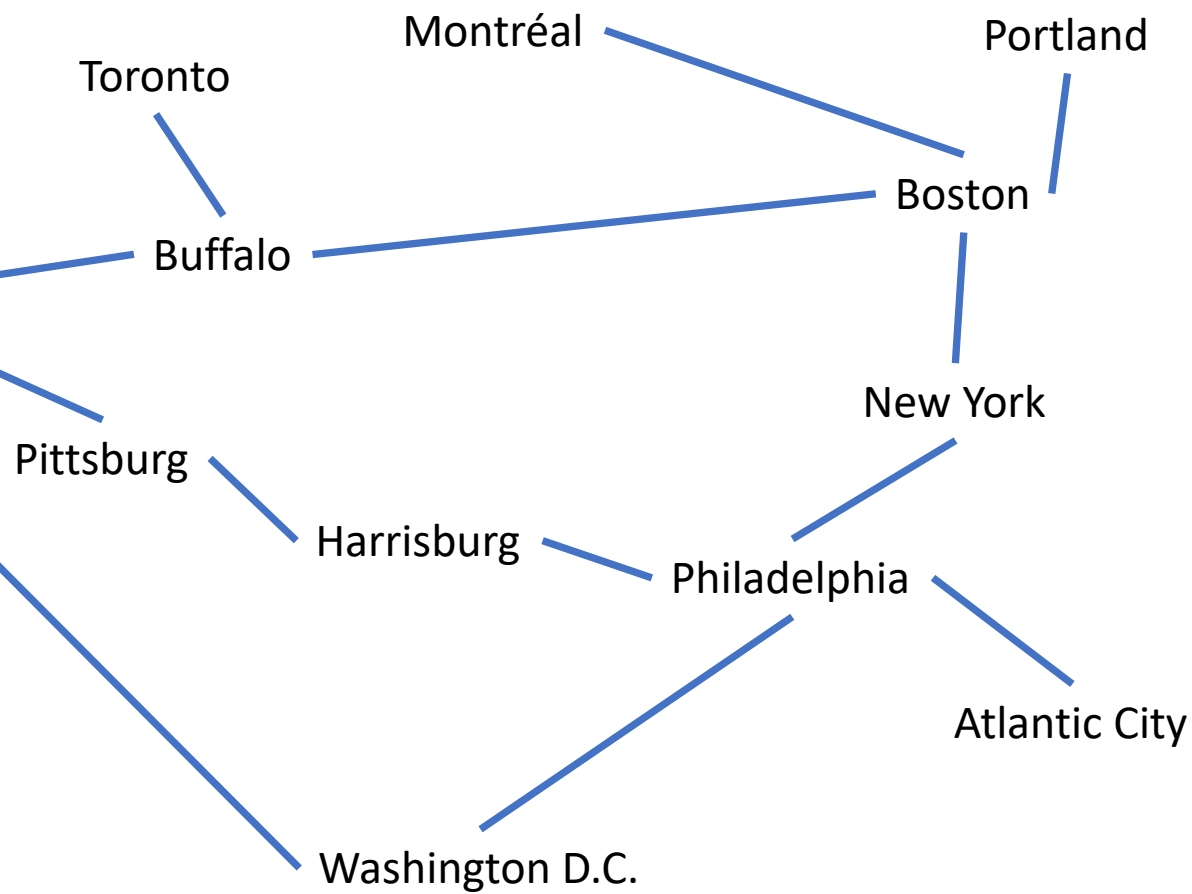 Montréal
Portland
Toronto
Boston
Buffalo
New York
Pittsburg
Harrisburg
Philadelphia
Atlantic City
Washington D.C.